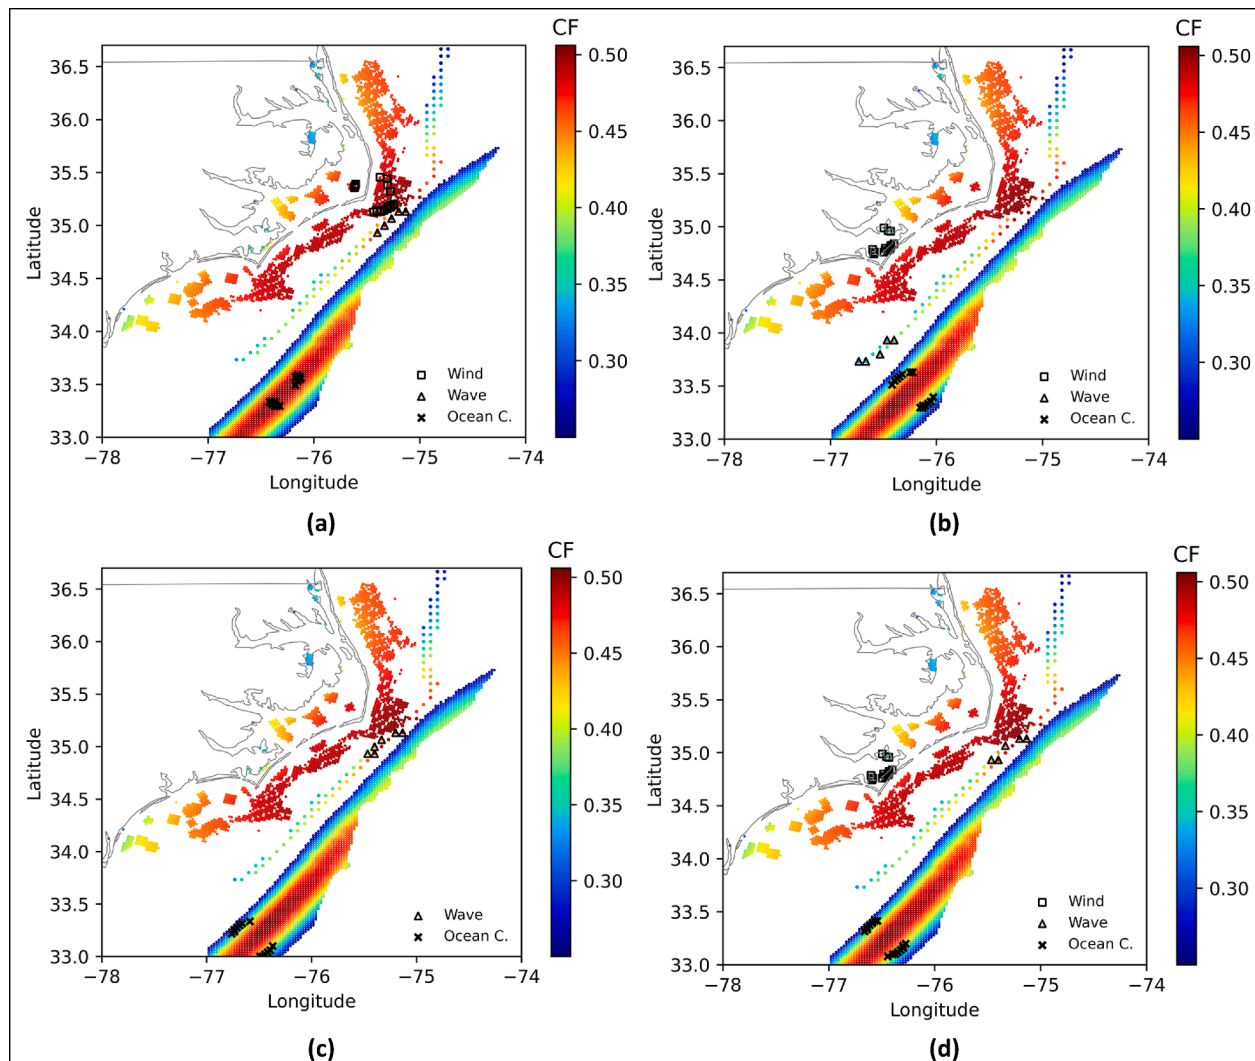 CF
36.5
36.0
35.5
35.0
34.5
34.0
33.5
33.0
Latitude
−78
−77
−76
−75
−74
Longitude
Wind
Wave
Ocean C.
0.50
0.45
0.40
0.35
0.30
(a)
CF
36.5
36.0
35.5
35.0
34.5
34.0
33.5
33.0
Latitude
−78
−77
−76
−75
−74
Longitude
Wind
Wave
Ocean C.
0.50
0.45
0.40
0.35
0.30
(b)
CF
36.5
36.0
35.5
35.0
34.5
34.0
33.5
33.0
Latitude
−78
−77
−76
−75
−74
Longitude
Wave
Ocean C.
0.50
0.45
0.40
0.35
0.30
(c)
CF
36.5
36.0
35.5
35.0
34.5
34.0
33.5
33.0
Latitude
−78
−77
−76
−75
−74
Longitude
Wind
Wave
Ocean C.
0.50
0.45
0.40
0.35
0.30
(d)